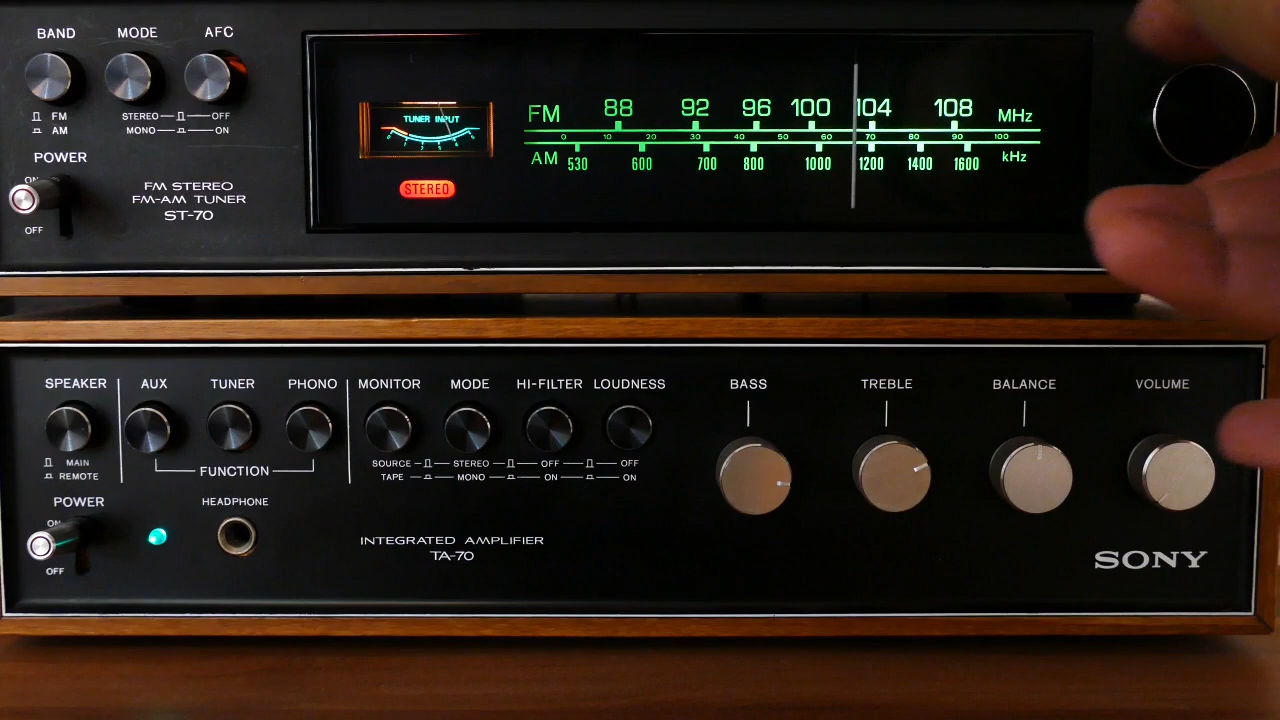 BAND MODE AFC
FM STEREO OFF
AM MONO ON
POWER
ON
OFF
FM STEREO
FM-AM TUNER
ST-70
TUNER INPUT
STEREO
FM 88 92 96 100 104 108 MHz
0 10 20 30 40 50 60 70 80 90 100
AM 530 600 700 800 1000 1200 1400 1600 kHz
SPEAKER AUX TUNER PHONO MONITOR MODE HI-FILTER LOUDNESS BASS TREBLE BALANCE VOLUME
MAIN SOURCE STEREO OFF OFF
REMOTE FUNCTION TAPE MONO ON ON
POWER HEADPHONE
ON
OFF
INTEGRATED AMPLIFIER
TA-70
SONY